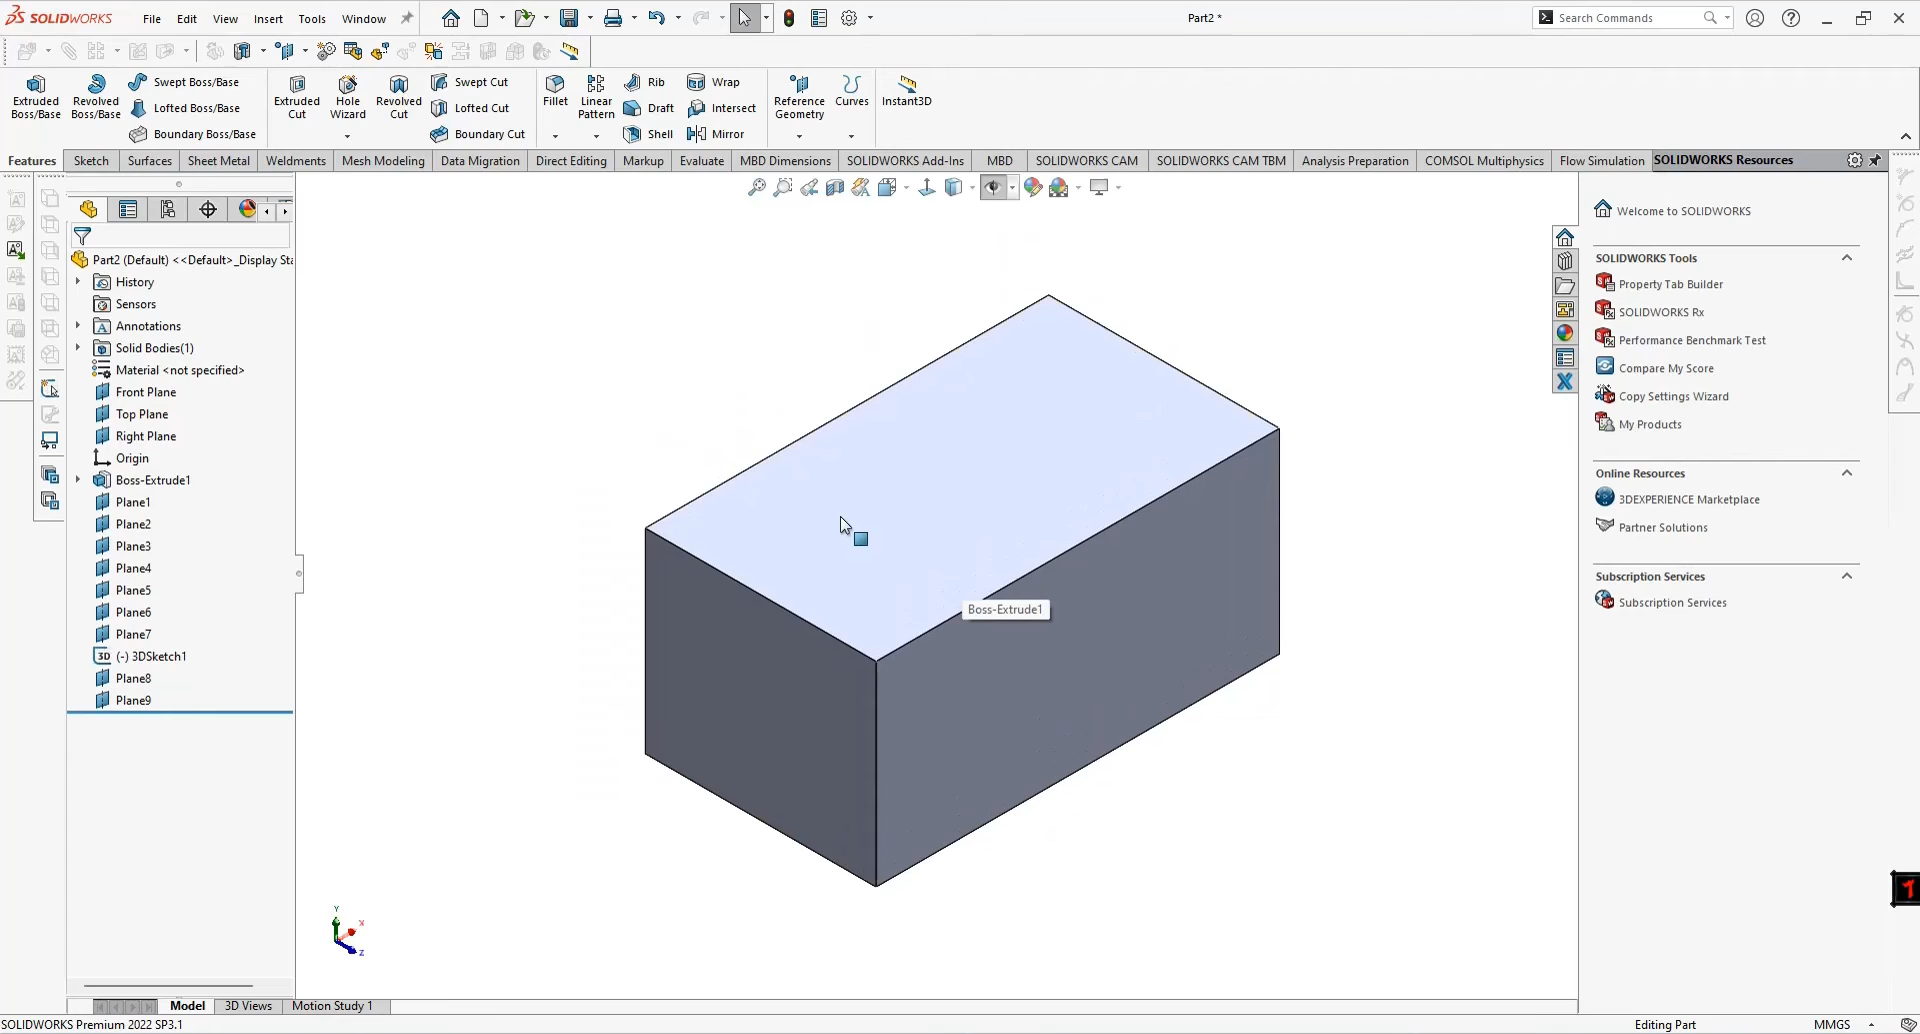 SOLIDWORKS File Edit View Insert Tools Window Part2 * Search Commands
Extruded Boss/Base
Revolved Boss/Base
Swept Boss/Base
Lofted Boss/Base
Boundary Boss/Base
Extruded Cut
Hole Wizard
Revolved Cut
Swept Cut
Lofted Cut
Boundary Cut
Fillet
Linear Pattern
Rib
Draft
Shell
Wrap
Intersect
Mirror
Reference Geometry
Curves
Instant3D
Features Sketch Surfaces Sheet Metal Weldments Mesh Modeling Data Migration Direct Editing Markup Evaluate MBD Dimensions SOLIDWORKS Add-Ins MBD SOLIDWORKS CAM SOLIDWORKS CAM TBM Analysis Preparation COMSOL Multiphysics Flow Simulation SOLIDWORKS Resources
Part2 (Default) <<Default>_Display Sta
History
Sensors
Annotations
Solid Bodies(1)
Material <not specified>
Front Plane
Top Plane
Right Plane
Origin
Boss-Extrude1
Plane1
Plane2
Plane3
Plane4
Plane5
Plane6
Plane7
3D (-) 3DSketch1
Plane8
Plane9
Boss-Extrude1
Y
X
Z
Welcome to SOLIDWORKS
SOLIDWORKS Tools
Property Tab Builder
SOLIDWORKS Rx
Performance Benchmark Test
Compare My Score
Copy Settings Wizard
My Products
Online Resources
3DEXPERIENCE Marketplace
Partner Solutions
Subscription Services
Subscription Services
1
Model 3D Views Motion Study 1
SOLIDWORKS Premium 2022 SP3.1 Editing Part MMGS